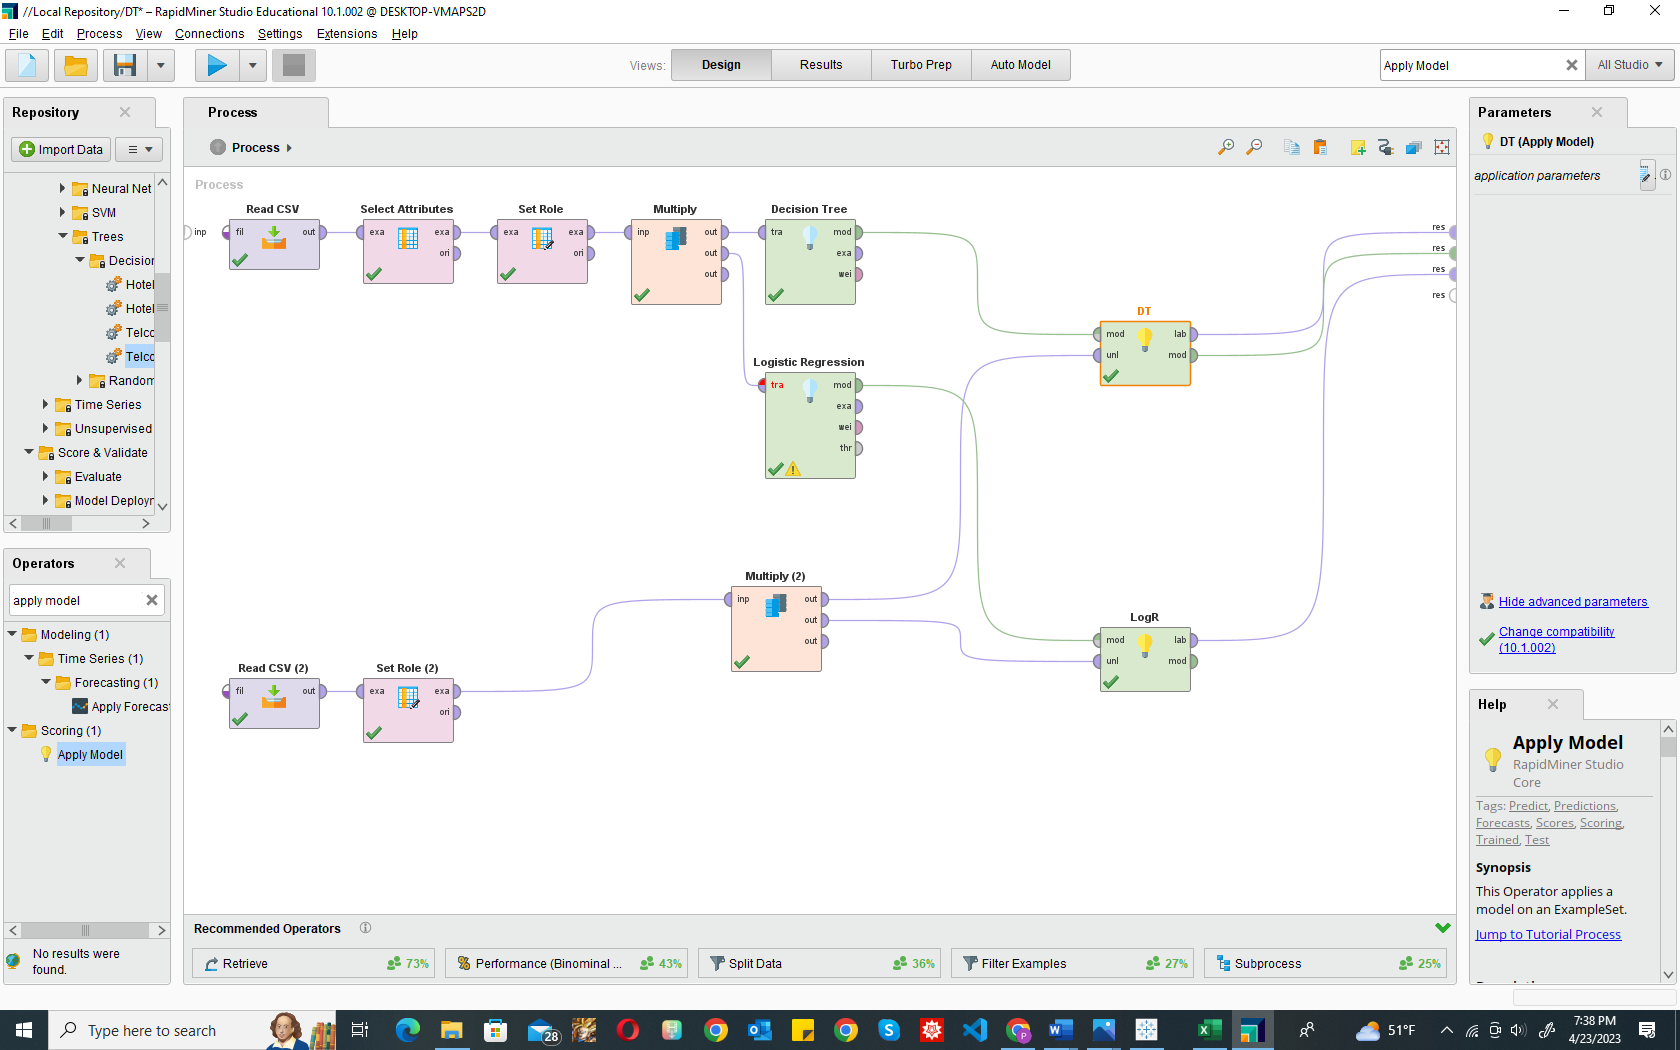 //Local Repository/DT* – RapidMiner Studio Educational 10.1.002 @ DESKTOP-VMAPS2D
File Edit Process View Connections Settings Extensions Help
Views: Design Results Turbo Prep Auto Model
Apply Model All Studio
Repository
Import Data
Neural Net
SVM
Trees
Decision
Hotel
Hotel
Telco
Telco
Random
Time Series
Unsupervised
Score & Validate
Evaluate
Model Deploym
Operators
apply model
Modeling (1)
Time Series (1)
Forecasting (1)
Apply Forecast
Scoring (1)
Apply Model
No results were
found.
Process
Process
Process
inp
Read CSV
fil out
Select Attributes
exa exa
ori
Set Role
exa exa
ori
Multiply
inp out
out
out
Decision Tree
tra mod
exa
wei
Logistic Regression
tra mod
exa
wei
thr
DT
mod lab
unl mod
res
res
res
res
Multiply (2)
inp out
out
out
LogR
mod lab
unl mod
Read CSV (2)
fil out
Set Role (2)
exa exa
ori
Recommended Operators
Retrieve 73%
Performance (Binominal ... 43%
Split Data 36%
Filter Examples 27%
Subprocess 25%
Parameters
DT (Apply Model)
application parameters
Hide advanced parameters
Change compatibility
(10.1.002)
Help
Apply Model
RapidMiner Studio
Core
Tags: Predict, Predictions,
Forecasts, Scores, Scoring,
Trained, Test
Synopsis
This Operator applies a
model on an ExampleSet.
Jump to Tutorial Process
Type here to search
28
51°F
7:38 PM
4/23/2023